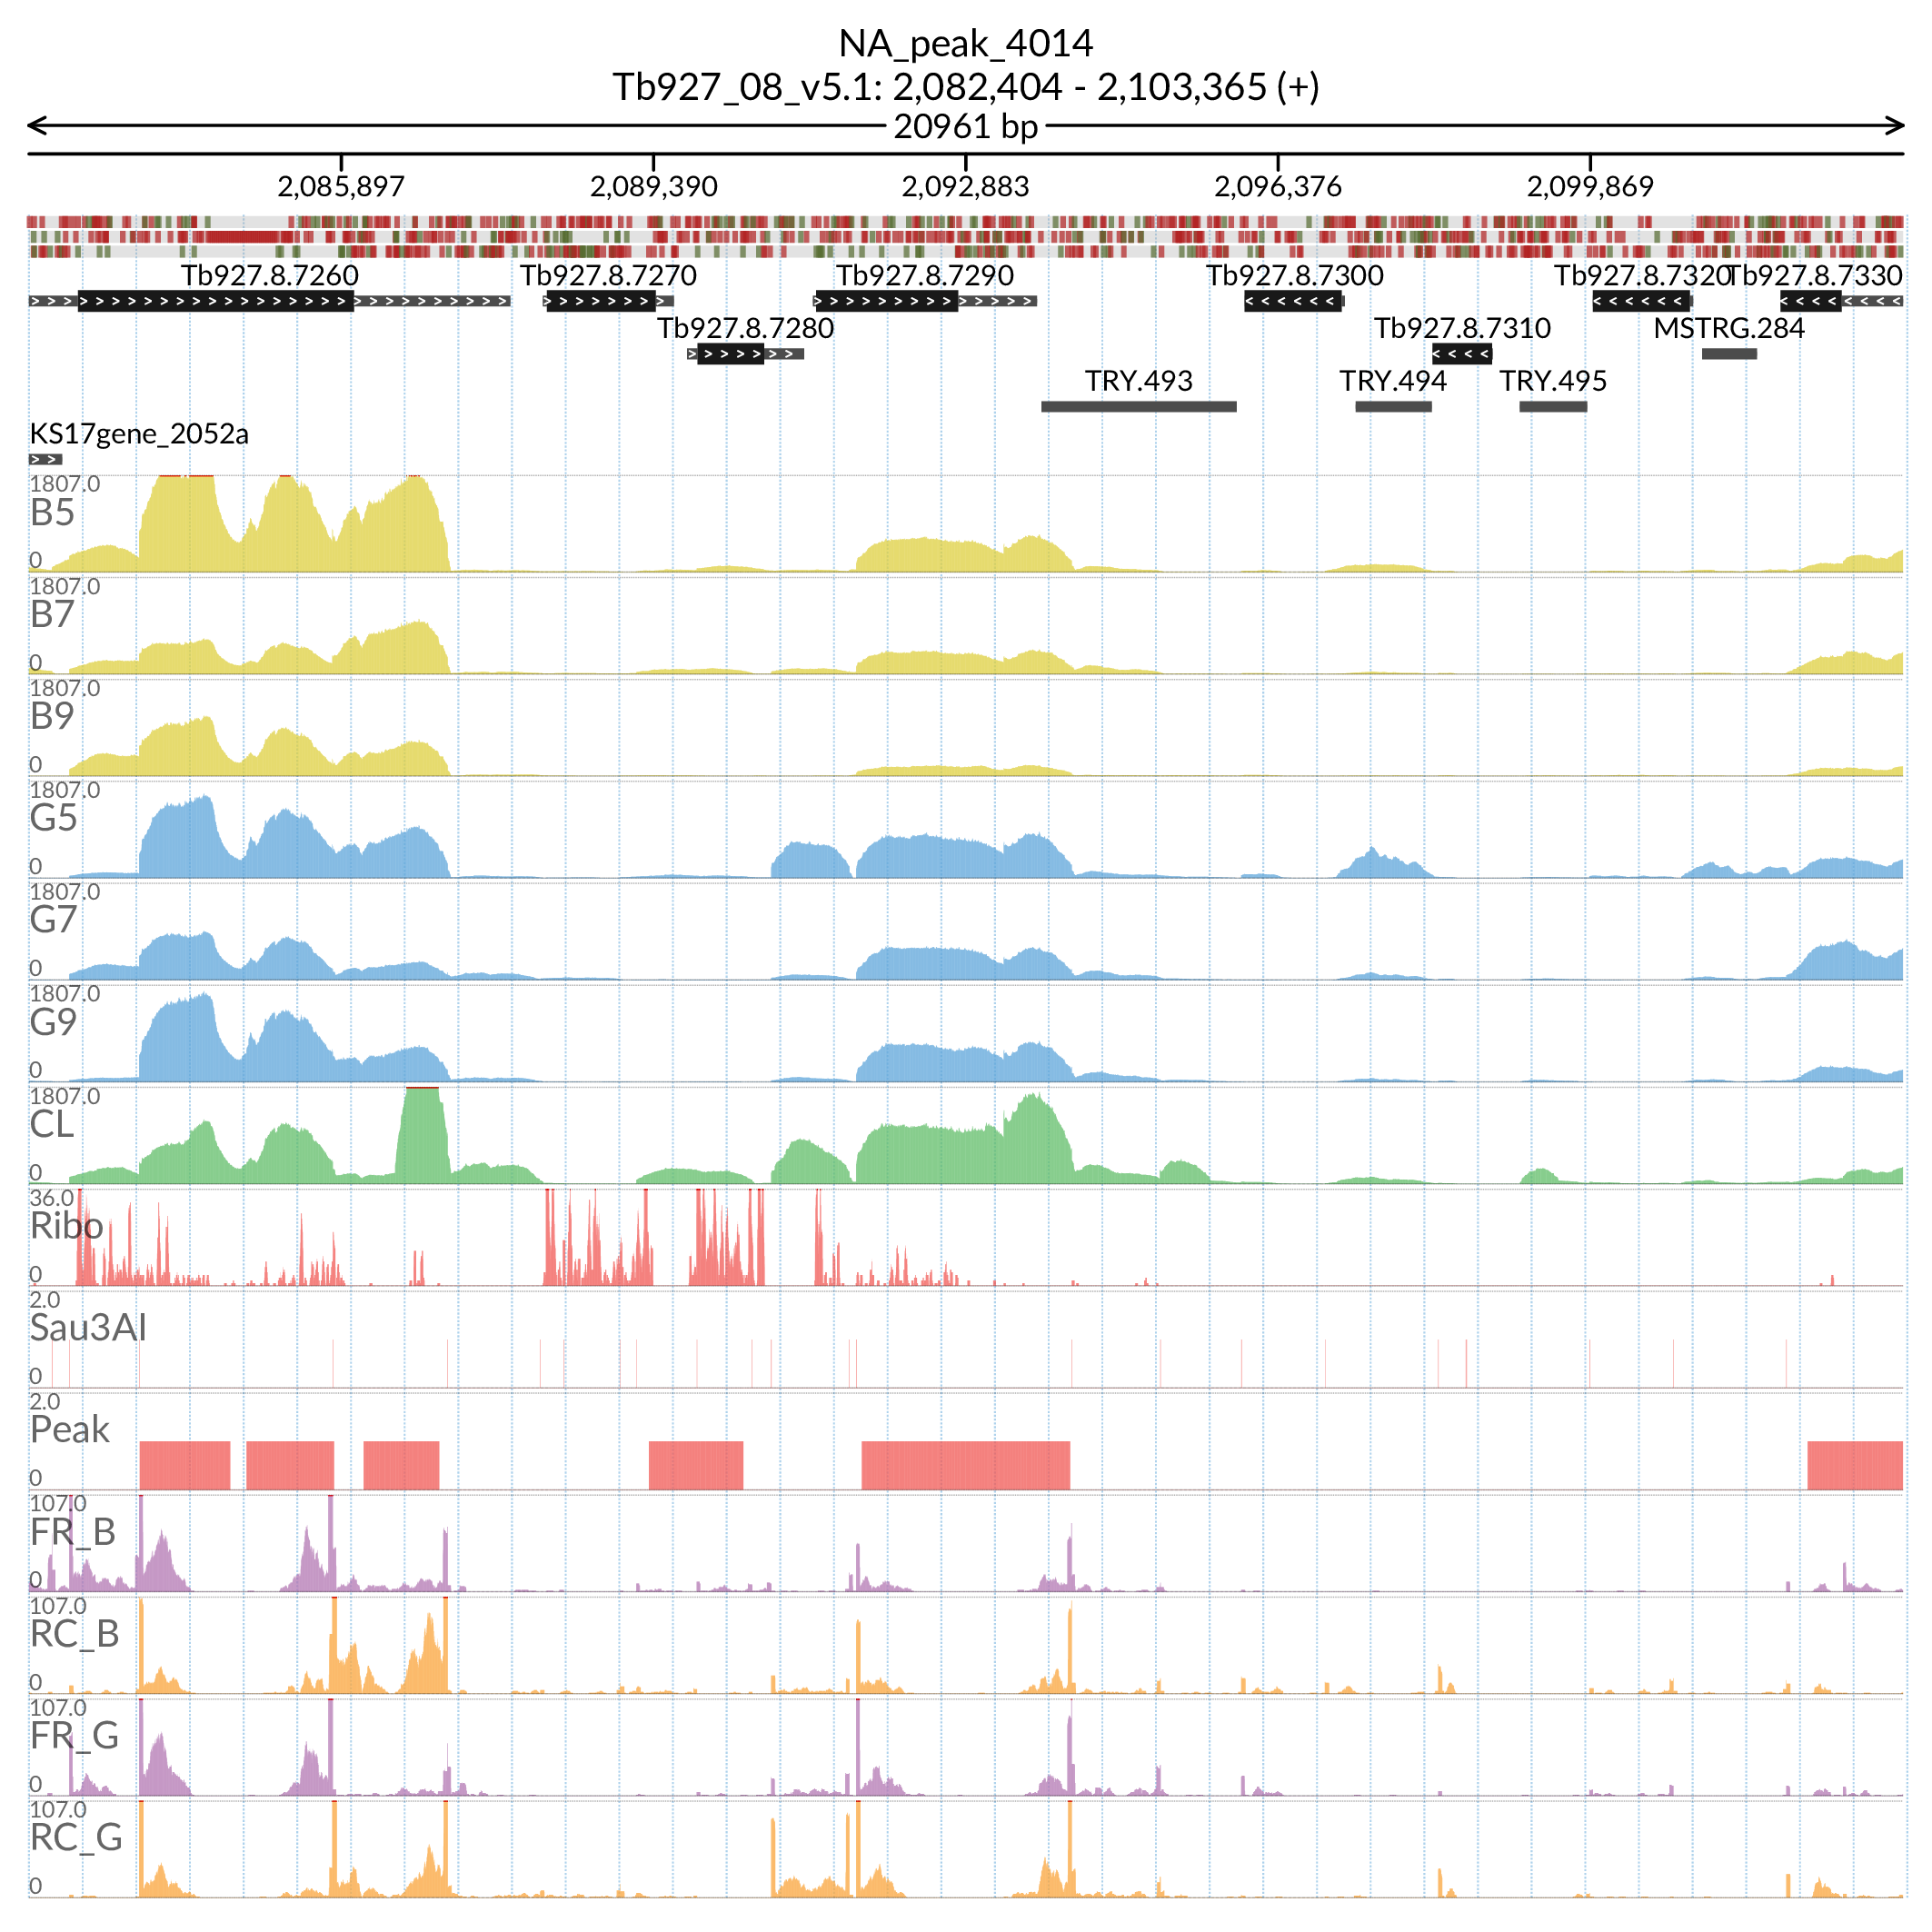 NA_peak_4014
Tb927_08_v5.1: 2,082,404 - 2,103,365 (+)
20961 bp
2,085,897 2,089,390 2,092,883 2,096,376 2,099,869
Tb927.8.7260 Tb927.8.7270 Tb927.8.7290 Tb927.8.7300 Tb927.8.7320 Tb927.8.7330
Tb927.8.7280 Tb927.8.7310 MSTRG.284
TRY.493 TRY.494 TRY.495
KS17gene_2052a
1807.0
B5
0
1807.0
B7
0
1807.0
B9
0
1807.0
G5
0
1807.0
G7
0
1807.0
G9
0
1807.0
CL
0
36.0
Ribo
0
2.0
Sau3AI
0
2.0
Peak
0
107.0
FR_B
0
107.0
RC_B
0
107.0
FR_G
0
107.0
RC_G
0